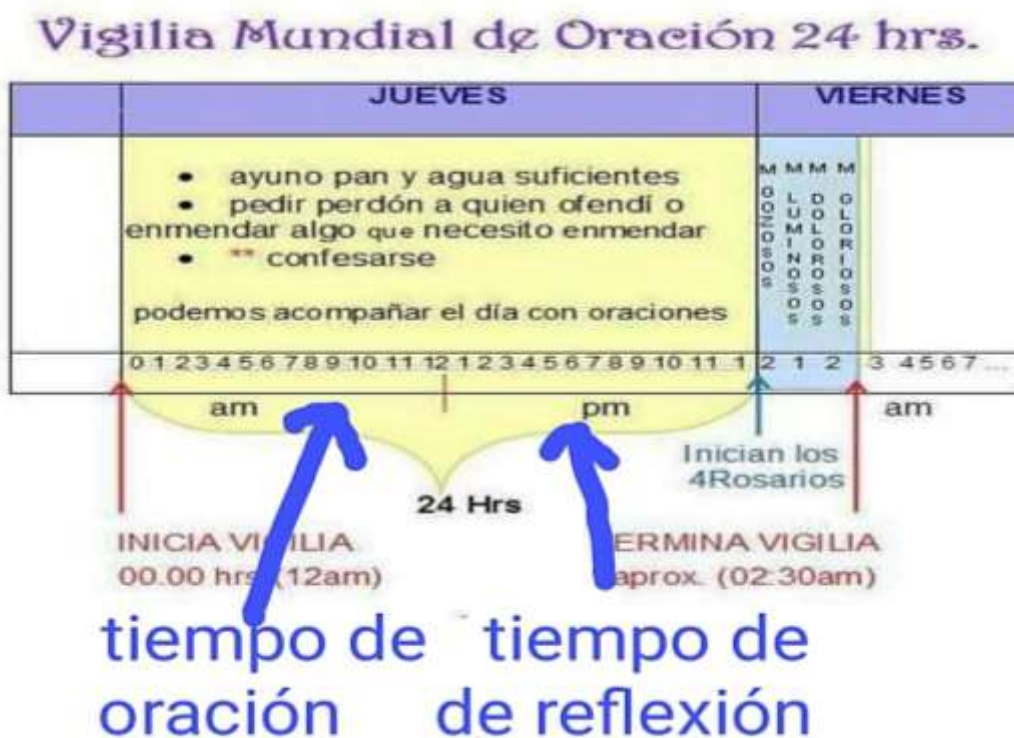 Vigilia Mundial de Oración 24 hrs.
JUEVES
VIERNES
• ayuno pan y agua suficientes
• pedir perdón a quien ofendí o
enmendar algo que necesito enmendar
• ** confesarse
podemos acompañar el día con oraciones
M GOZOSOS
M LUMINOSOS
M DOLOROSOS
M GLORIOSOS
0 1 2 3 4 5 6 7 8 9 10 11 12 1 2 3 4 5 6 7 8 9 10 11 1 2 1 2 3 4 5 6 7 ...
am pm am
Inician los
4Rosarios
24 Hrs
INICIA VIGILIA
00.00 hrs (12am)
ERMINA VIGILIA
aprox. (02:30am)
tiempo de
oración
tiempo de
de reflexión